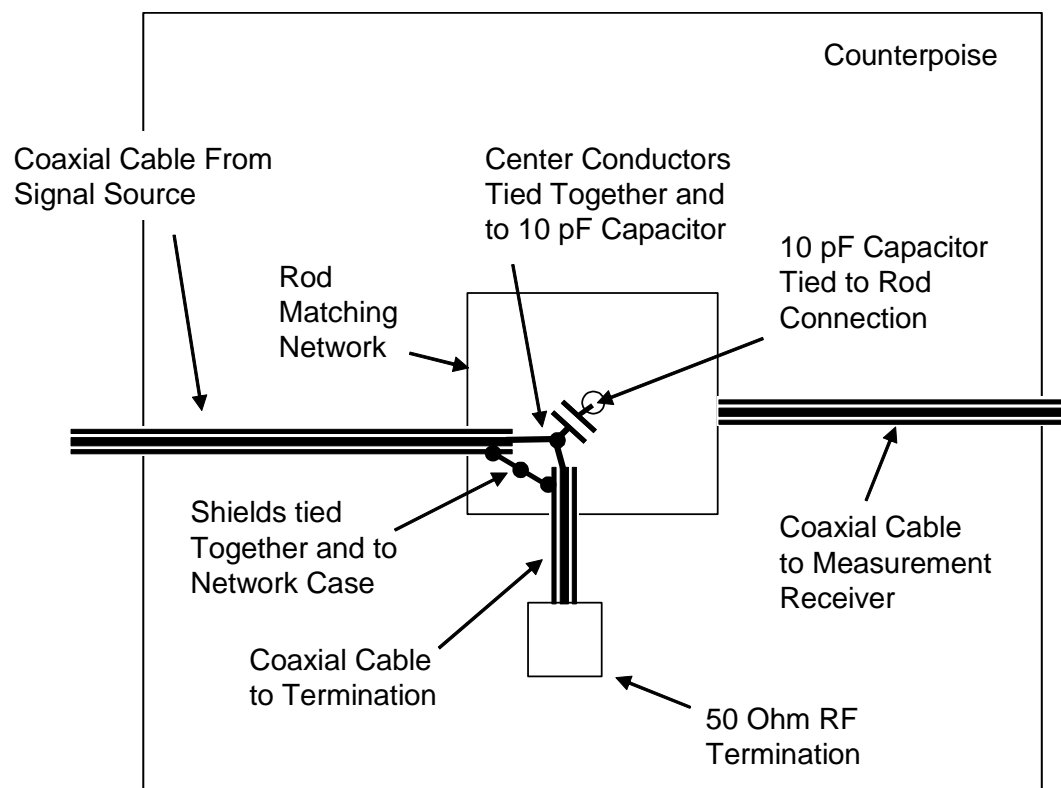 Counterpoise
Coaxial Cable From
Signal Source
Center Conductors
Tied Together and
to 10 pF Capacitor
10 pF Capacitor
Tied to Rod
Connection
Rod
Matching
Network
Shields tied
Together and to
Network Case
Coaxial Cable
to Measurement
Receiver
Coaxial Cable
to Termination
50 Ohm RF
Termination